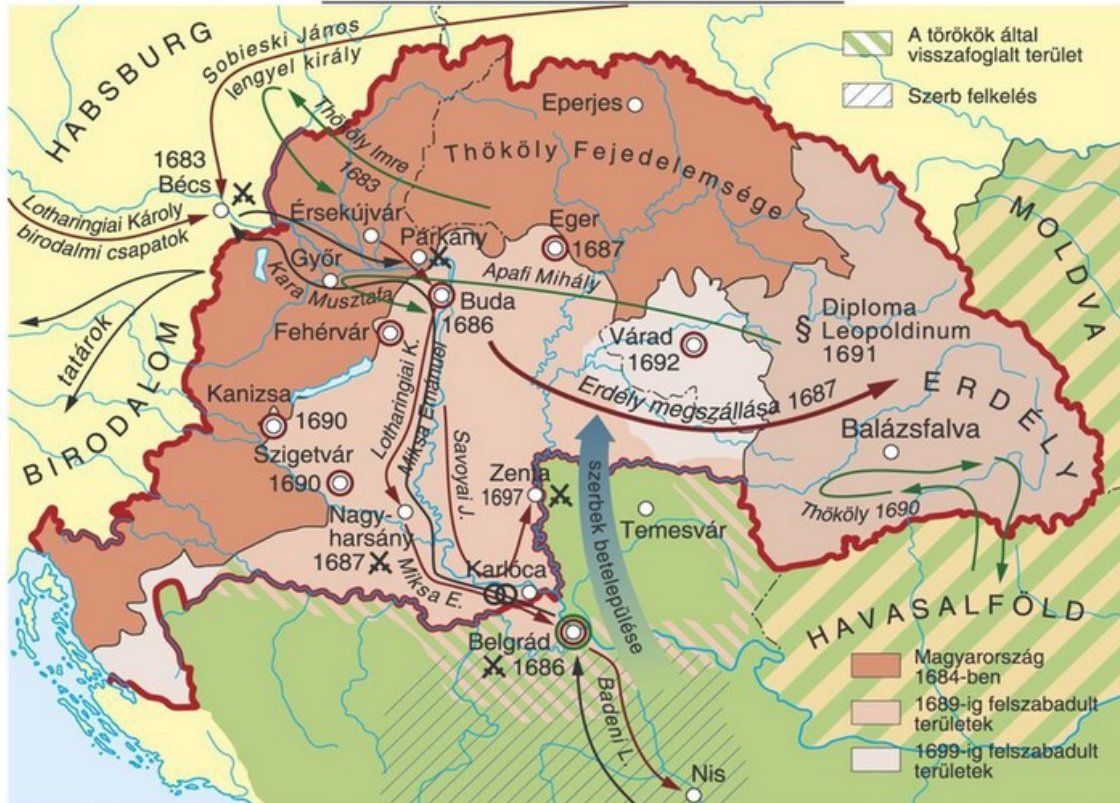 HABSBURG
BIRODALOM
Sobieski János
lengyel király
A törökök által
visszafoglalt terület
Szerb felkelés
Eperjes
Thököly Fejedelemsége
Thököly Imre
1683
1683
Bécs
Lotharingiai Károly
birodalmi csapatok
Érsekújvár
Párkány
Eger
1687
MOLDVA
Győr
Kara Musztafa
Apafi Mihály
Buda
1686
Fehérvár
Várad
1692
§ Diploma
Leopoldinum
1691
tatárok
Lotharingiai K.
Miksa Emánuel
Savoyai J.
Erdély megszállása 1687
ERDÉLY
Kanizsa
1690
Szigetvár
1690
Balázsfalva
Zenta
1697
szerbek betelepülése
Temesvár
Thököly 1690
Nagy-
harsány
1687
Miksa E.
Karlóca
HAVASALFÖLD
Belgrád
1686
Badeni L.
Nis
Magyarország
1684-ben
1689-ig felszabadult
területek
1699-ig felszabadult
területek